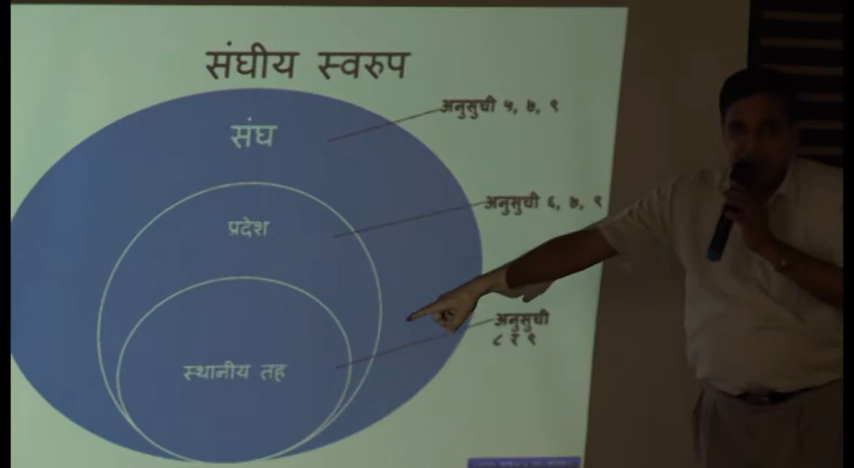 संघीय स्वरुप
संघ
अनुसुची ५, ७, ९
प्रदेश
अनुसुची ६, ७, ९
अनुसुची
८ र ९
स्थानीय तह